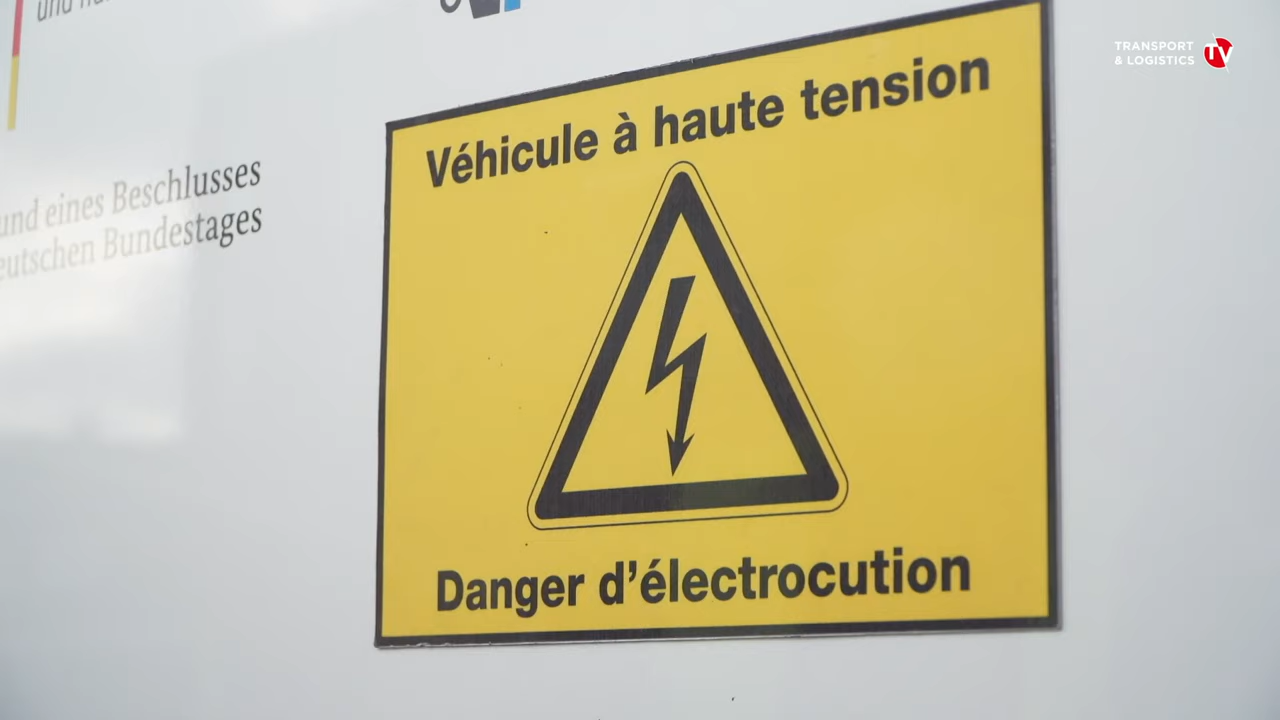 und eines Beschlusses
eutschen Bundestages
Véhicule à haute tension
Danger d'électrocution
TRANSPORT
& LOGISTICS
TV